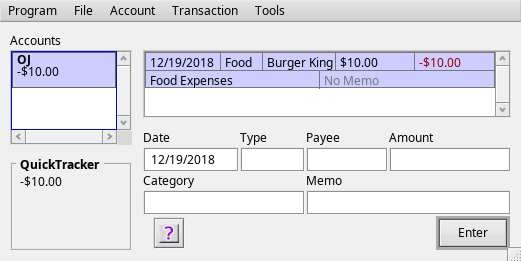 Program File Account Transaction Tools
Accounts
OJ
-$10.00
12/19/2018 Food Burger King $10.00 -$10.00
Food Expenses No Memo
QuickTracker
-$10.00
Date Type Payee Amount
12/19/2018
Category Memo
?
Enter